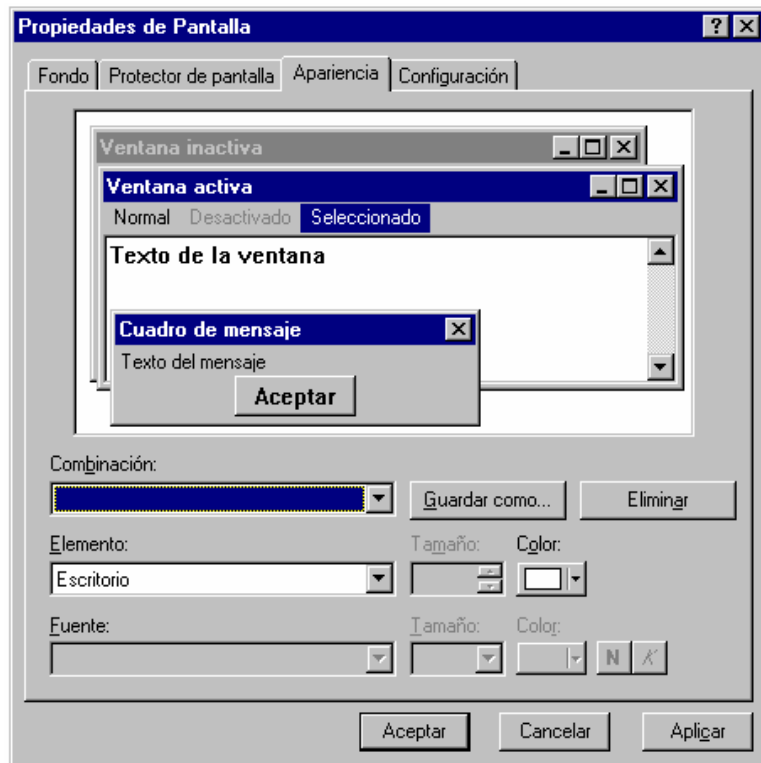 Propiedades de Pantalla
Fondo Protector de pantalla Apariencia Configuración
Ventana inactiva
Ventana activa
Normal Desactivado Seleccionado
Texto de la ventana
Cuadro de mensaje
Texto del mensaje
Aceptar
Combinación:
Guardar como... Eliminar
Elemento: Tamaño: Color:
Escritorio
Fuente: Tamaño: Color:
N K
Aceptar Cancelar Aplicar